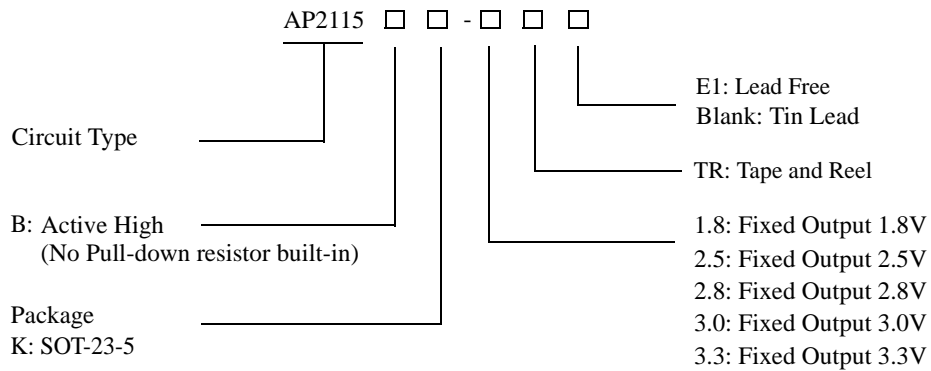 AP2115 -
E1: Lead Free
Blank: Tin Lead
Circuit Type
TR: Tape and Reel
B: Active High
(No Pull-down resistor built-in)
1.8: Fixed Output 1.8V
2.5: Fixed Output 2.5V
2.8: Fixed Output 2.8V
3.0: Fixed Output 3.0V
3.3: Fixed Output 3.3V
Package
K: SOT-23-5